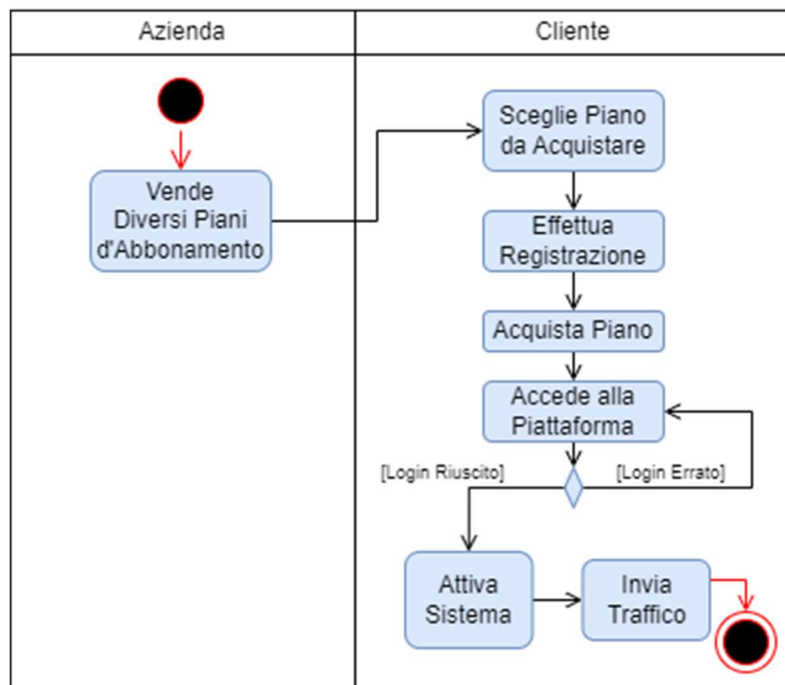 Azienda
Cliente
Vende
Diversi Piani
d'Abbonamento
Sceglie Piano
da Acquistare
Effettua
Registrazione
Acquista Piano
Accede alla
Piattaforma
[Login Riuscito]
[Login Errato]
Attiva
Sistema
Invia
Traffico